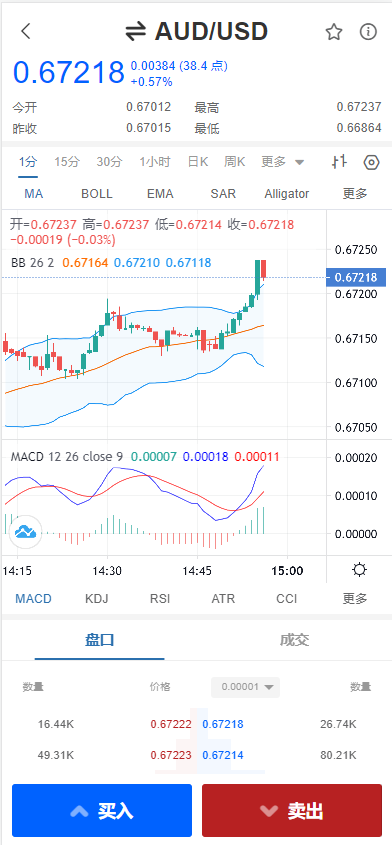 AUD/USD
0.67218 0.00384 (38.4 点)
+0.57%
今开 0.67012 最高 0.67237
昨收 0.67015 最低 0.66864
1分 15分 30分 1小时 日K 周K 更多
MA BOLL EMA SAR Alligator 更多
开=0.67237 高=0.67237 低=0.67214 收=0.67218
−0.00019 (−0.03%)
BB 26 2 0.67164 0.67210 0.67118
0.67250
0.67218
0.67200
0.67150
0.67100
0.67050
MACD 12 26 close 9 0.00007 0.00018 0.00011
0.00020
0.00010
0.00000
14:15 14:30 14:45 15:00
MACD KDJ RSI ATR CCI 更多
盘口 成交
数量 价格 0.00001 数量
16.44K 0.67222 0.67218 26.74K
49.31K 0.67223 0.67214 80.21K
买入 卖出